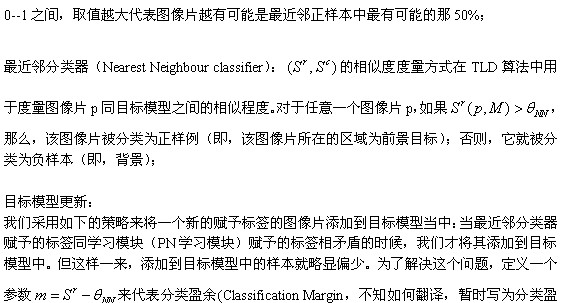 0--1 之间，取值越大代表图像片越有可能是最近邻正样本中最有可能的那 50%；
最近邻分类器（Nearest Neighbour classifier）：(S^r, S^c) 的相似度度量方式在 TLD 算法中用
于度量图像片 p 同目标模型之间的相似程度。对于任意一个图像片 p，如果 S^r(p,M) > θ_NN，
那么，该图像片被分类为正样例（即，该图像片所在的区域为前景目标）；否则，它就被分
类为负样本（即，背景）；
目标模型更新：
我们采用如下的策略来将一个新的赋予标签的图像片添加到目标模型当中：当最近邻分类器
赋予的标签同学习模块（PN 学习模块）赋予的标签相矛盾的时候，我们才将其添加到目标
模型中。但这样一来，添加到目标模型中的样本就略显偏少。为了解决这个问题，定义一个
参数 m = S^r − θ_NN 来代表分类盈余(Classification Margin，不知如何翻译，暂时写为分类盈